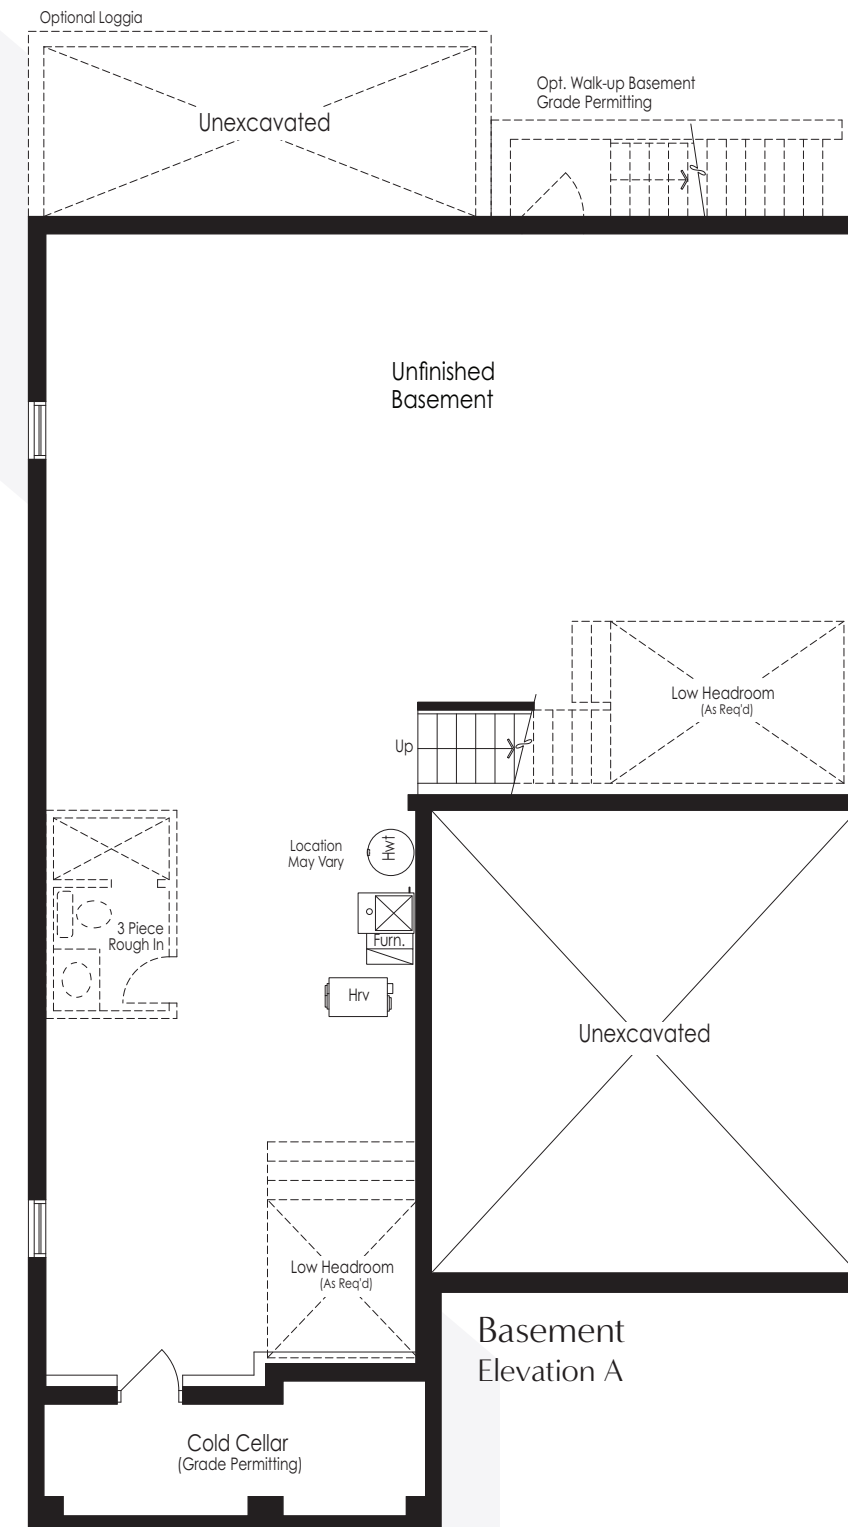 Optional Loggia
Unexcavated
Opt. Walk-up Basement
Grade Permitting
Unfinished
Basement
Low Headroom
(As Req'd)
Up
Location
May Vary
Hwt
3 Piece
Rough In
Furn.
Hrv
Unexcavated
Low Headroom
(As Req'd)
Basement
Elevation A
Cold Cellar
(Grade Permitting)